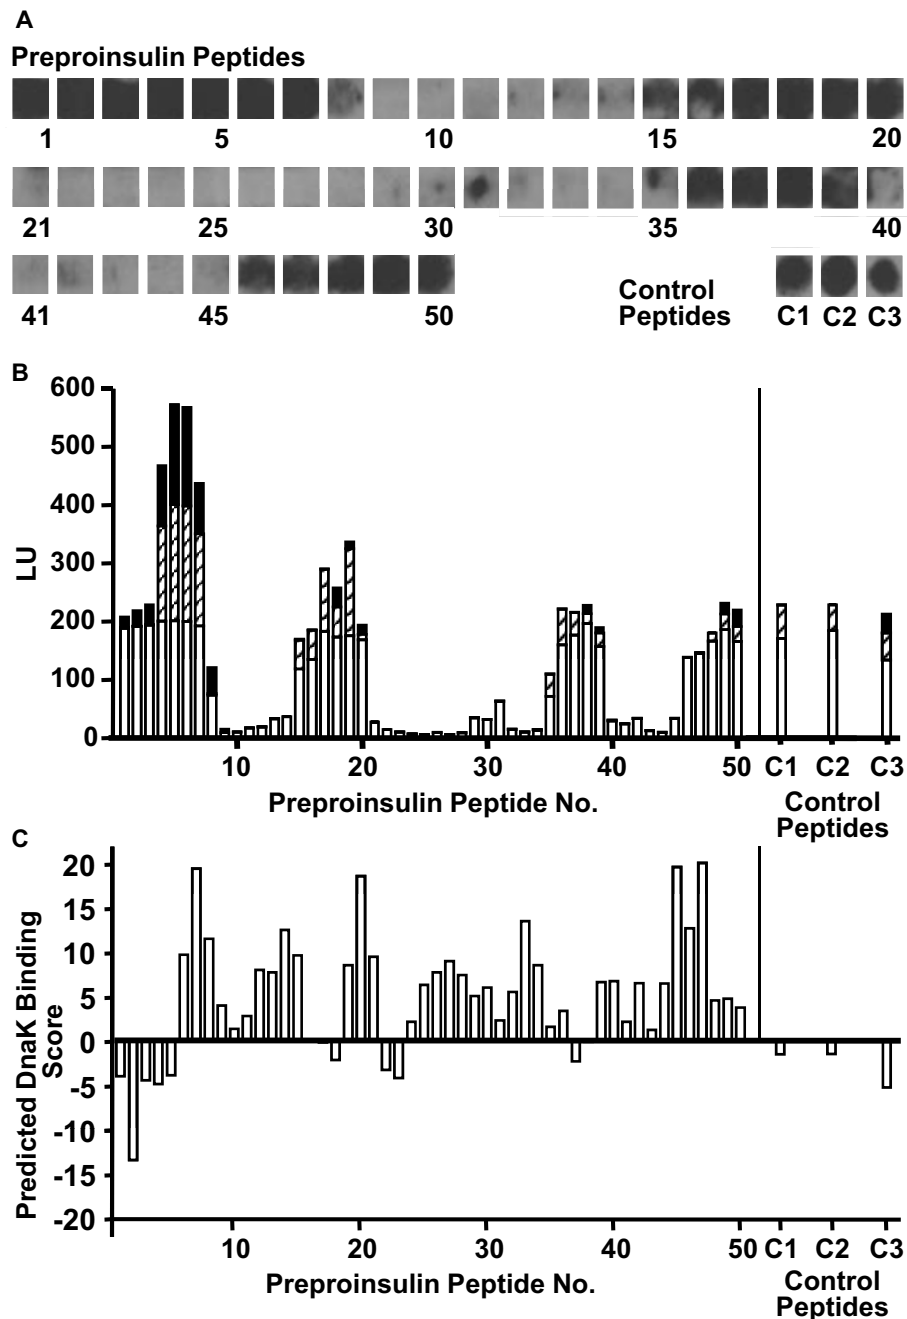 A
Preproinsulin Peptides
1 5 10 15 20
21 25 30 35 40
Control
Peptides
41 45 50 C1 C2 C3
B
600
500
400
300
200
100
0
LU
10 20 30 40 50 C1 C2 C3
Preproinsulin Peptide No.
Control
Peptides
C
20
15
10
5
0
-5
-10
-15
-20
Predicted DnaK Binding
Score
10 20 30 40 50 C1 C2 C3
Preproinsulin Peptide No.
Control
Peptides